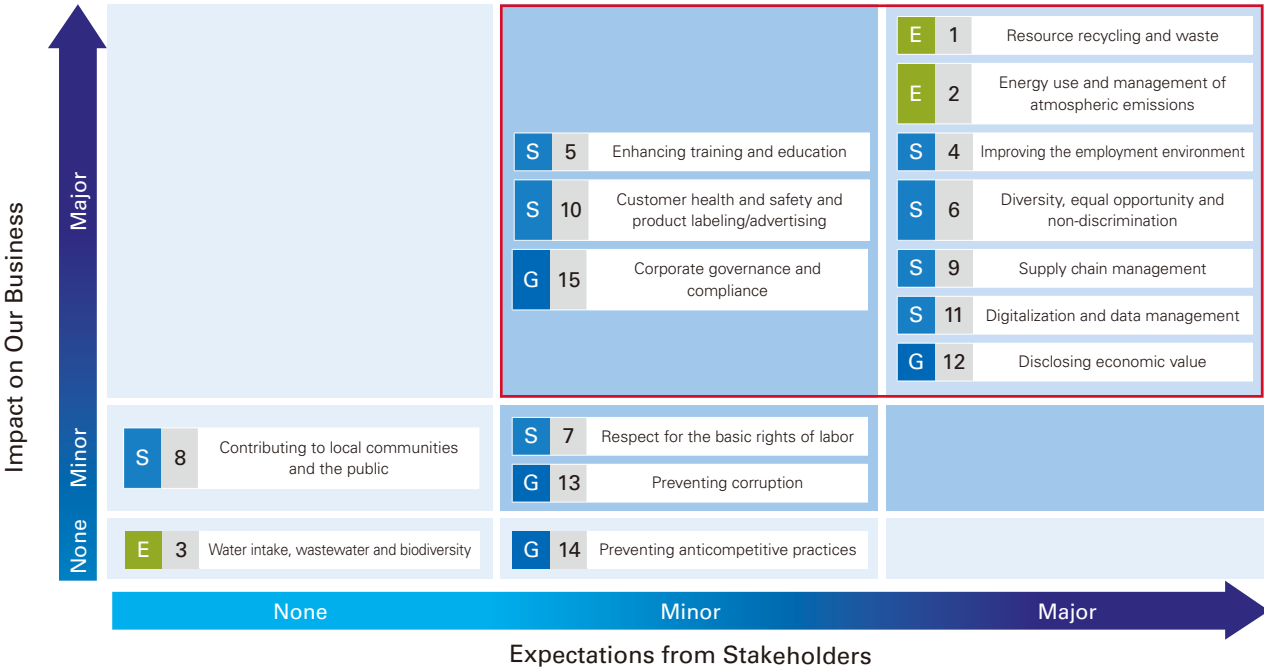 Impact on Our Business
Major
Minor
None
E 1 Resource recycling and waste
E 2 Energy use and management of
atmospheric emissions
S 5 Enhancing training and education
S 4 Improving the employment environment
S 10 Customer health and safety and
product labeling/advertising
S 6 Diversity, equal opportunity and
non-discrimination
G 15 Corporate governance and
compliance
S 9 Supply chain management
S 11 Digitalization and data management
G 12 Disclosing economic value
S 8 Contributing to local communities
and the public
S 7 Respect for the basic rights of labor
G 13 Preventing corruption
E 3 Water intake, wastewater and biodiversity
G 14 Preventing anticompetitive practices
None
Minor
Major
Expectations from Stakeholders